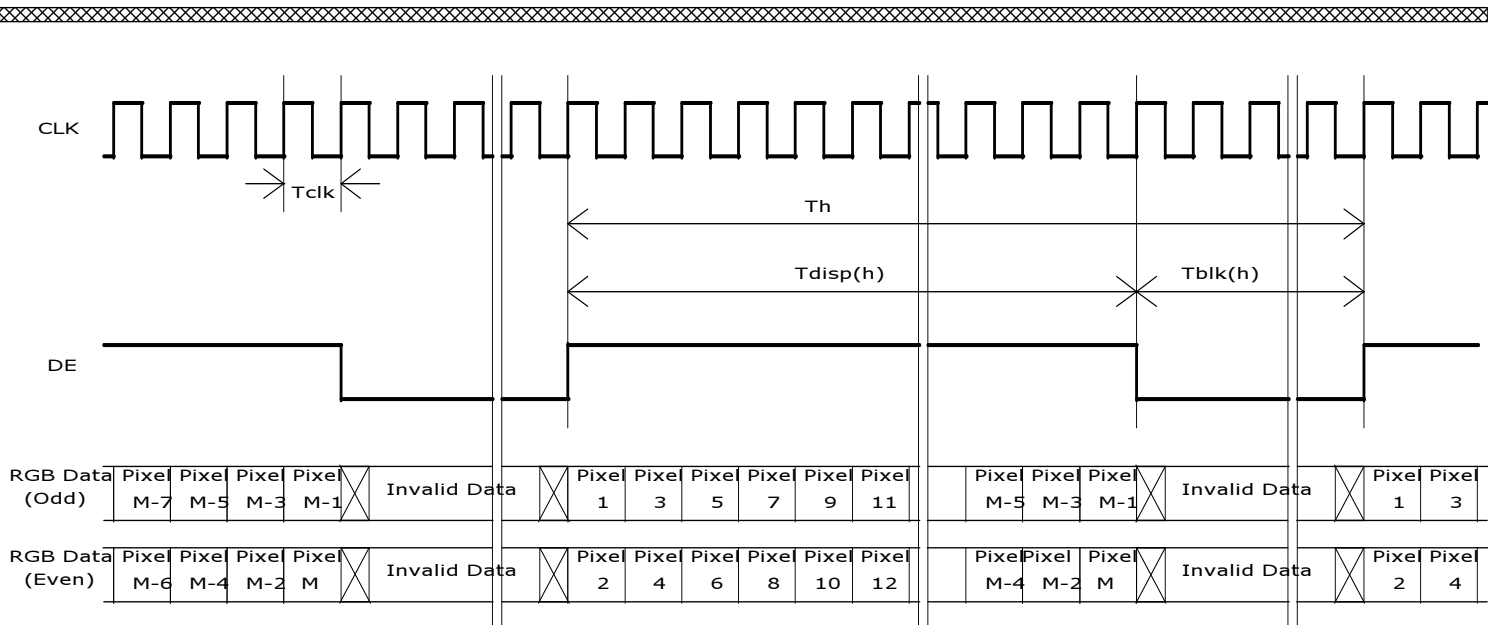 CLK
Tclk
Th
Tdisp(h)
Tblk(h)
DE
RGB Data
(Odd)
Pixel Pixel Pixel Pixel
M-7 M-5 M-3 M-1
Invalid Data
Pixel Pixel Pixel Pixel Pixel Pixel
1 3 5 7 9 11
Pixel Pixel Pixel
M-5 M-3 M-1
Invalid Data
Pixel Pixel
1 3
RGB Data
(Even)
Pixel Pixel Pixel Pixel
M-6 M-4 M-2 M
Invalid Data
Pixel Pixel Pixel Pixel Pixel Pixel
2 4 6 8 10 12
Pixel Pixel Pixel
M-4 M-2 M
Invalid Data
Pixel Pixel
2 4